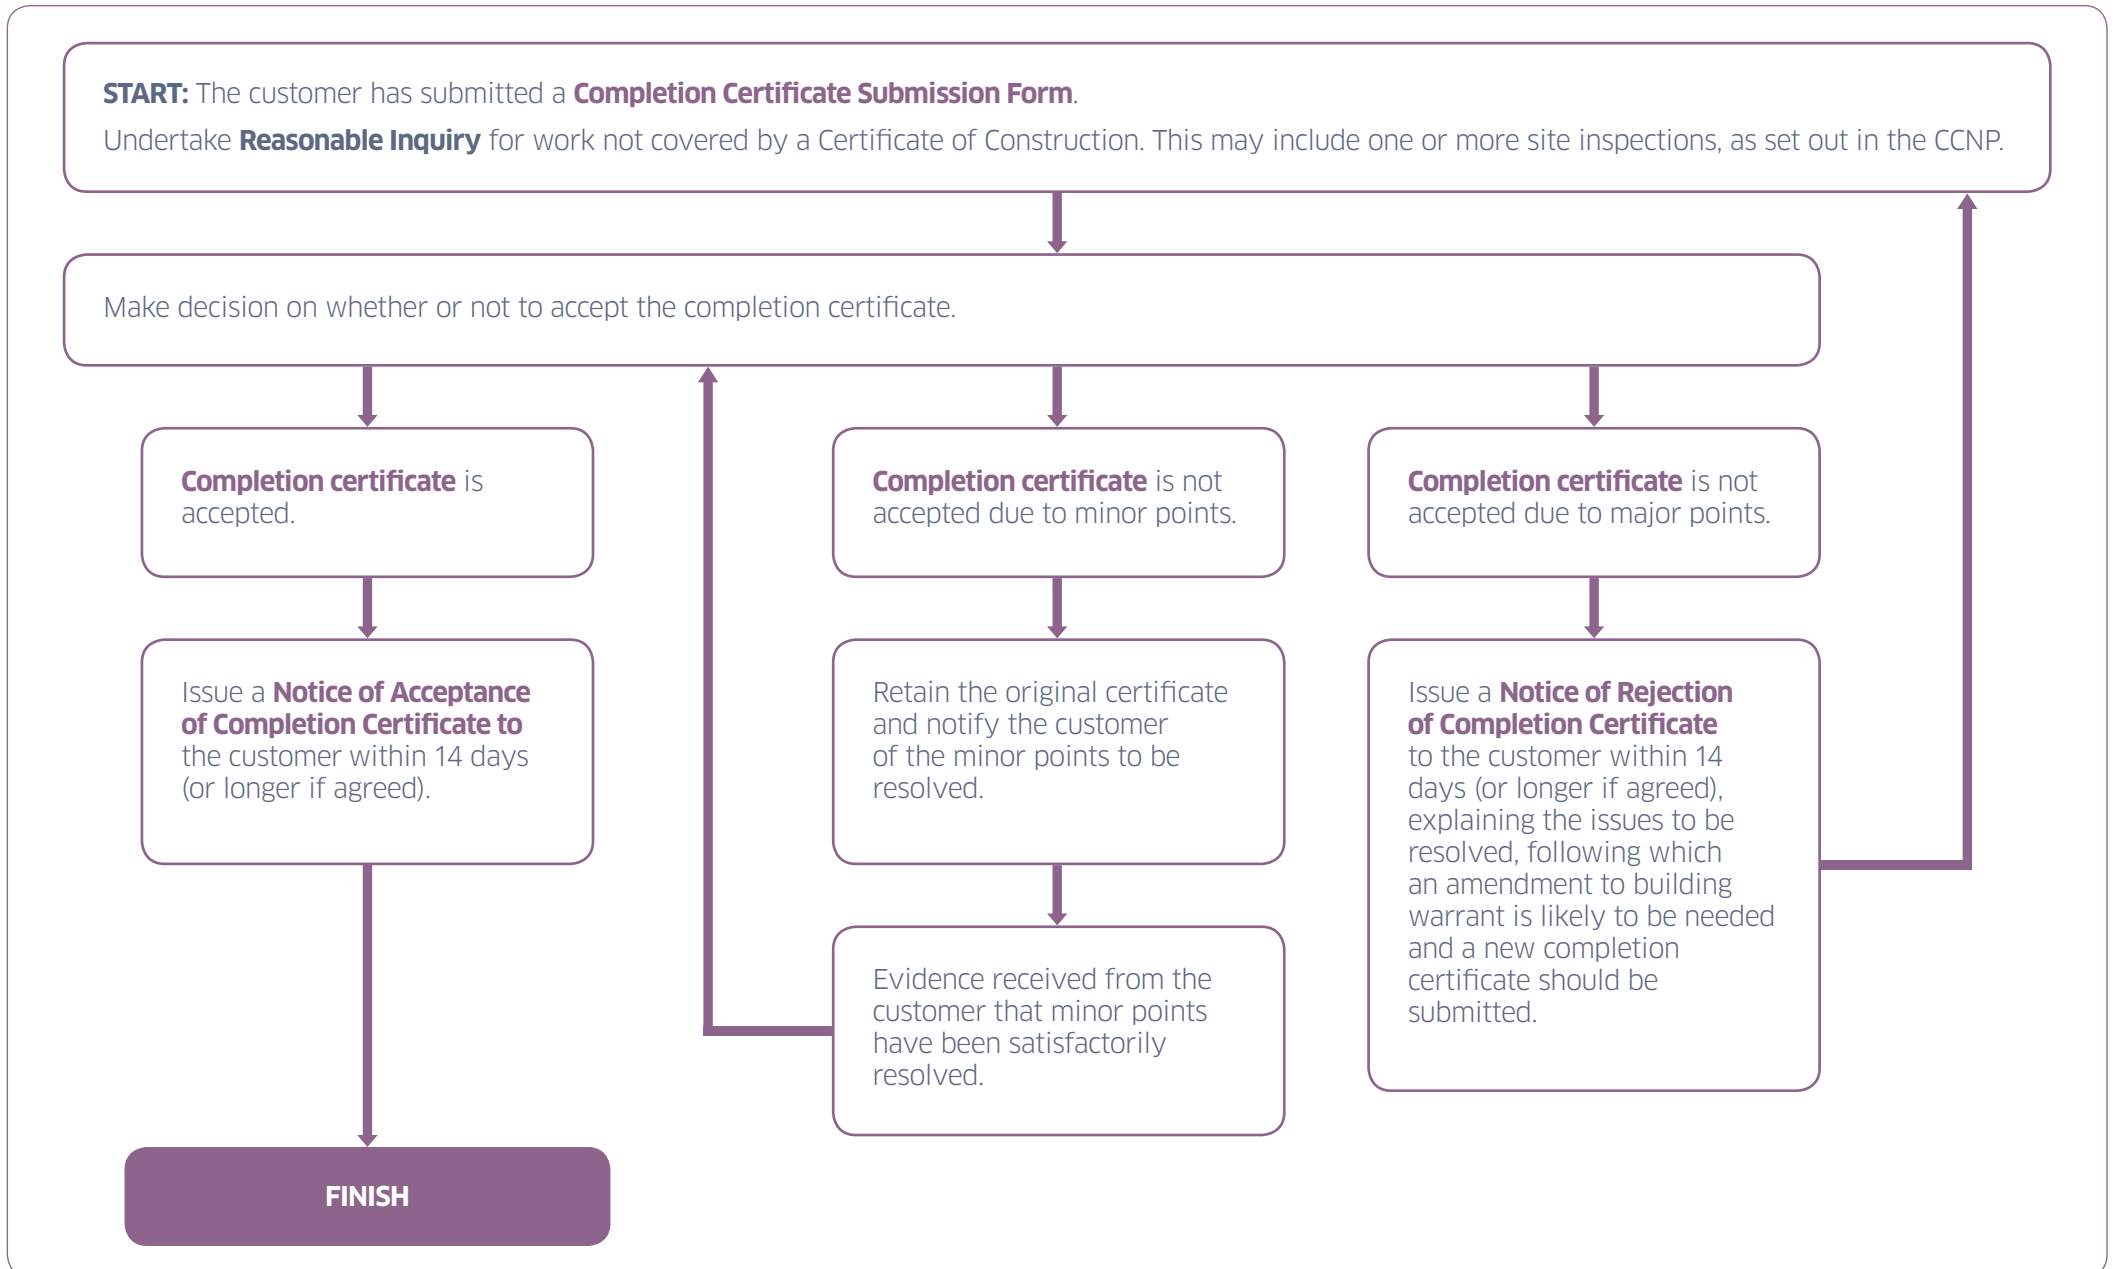 START: The customer has submitted a Completion Certificate Submission Form.
Undertake Reasonable Inquiry for work not covered by a Certificate of Construction. This may include one or more site inspections, as set out in the CCNP.
Make decision on whether or not to accept the completion certificate.
Completion certificate is
accepted.
Completion certificate is not
accepted due to minor points.
Completion certificate is not
accepted due to major points.
Issue a Notice of Acceptance
of Completion Certificate to
the customer within 14 days
(or longer if agreed).
Retain the original certificate
and notify the customer
of the minor points to be
resolved.
Issue a Notice of Rejection
of Completion Certificate
to the customer within 14
days (or longer if agreed),
explaining the issues to be
resolved, following which
an amendment to building
warrant is likely to be needed
and a new completion
certificate should be
submitted.
Evidence received from the
customer that minor points
have been satisfactorily
resolved.
FINISH